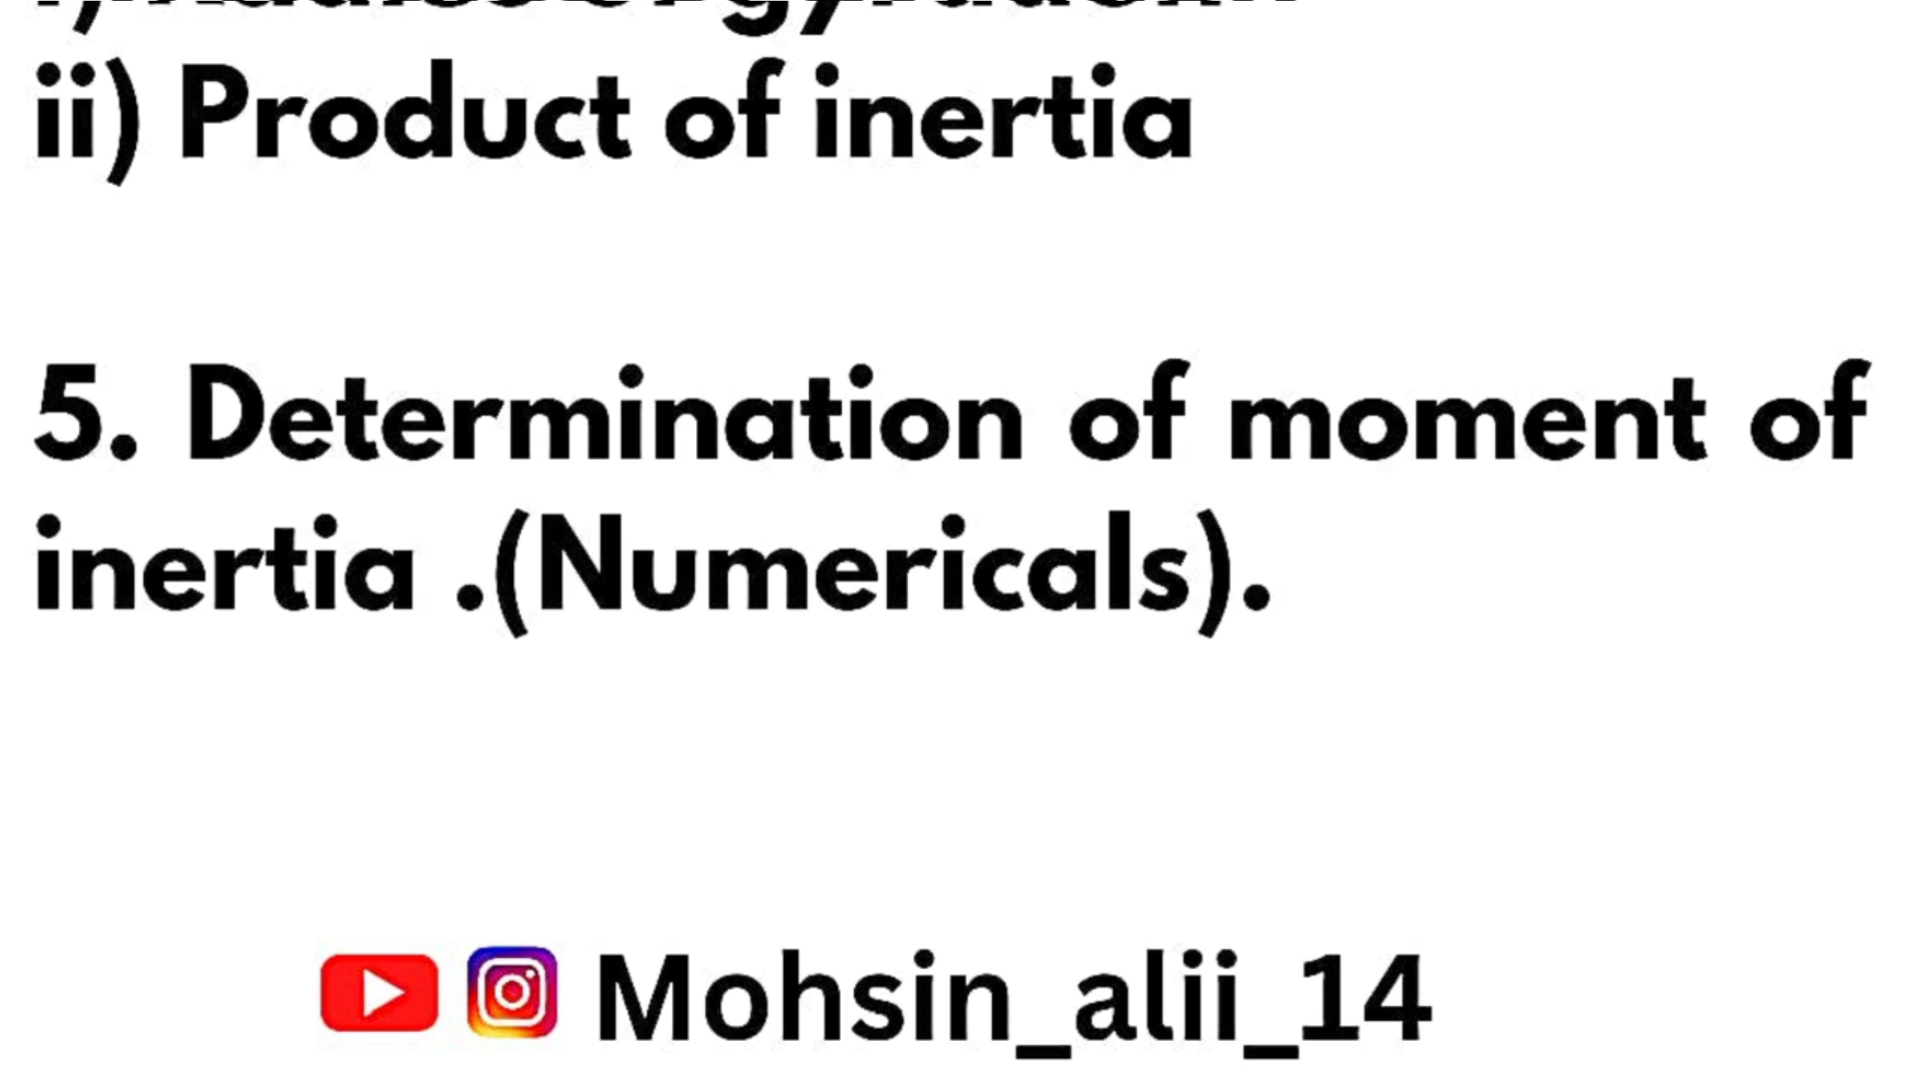 ii) Product of inertia
5. Determination of moment of
inertia .(Numericals).
Mohsin_alii_14